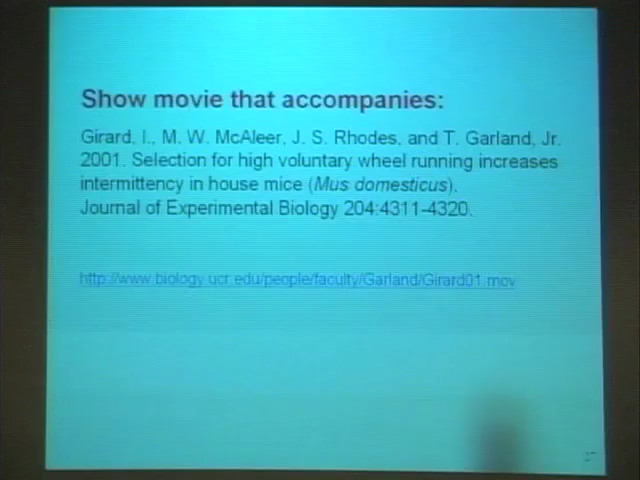 Show movie that accompanies:
Girard, I., M. W. McAleer, J. S. Rhodes, and T. Garland, Jr.
2001. Selection for high voluntary wheel running increases
intermittency in house mice (Mus domesticus).
Journal of Experimental Biology 204:4311-4320.
http://www.biology.ucr.edu/people/faculty/Garland/Girard01.mov